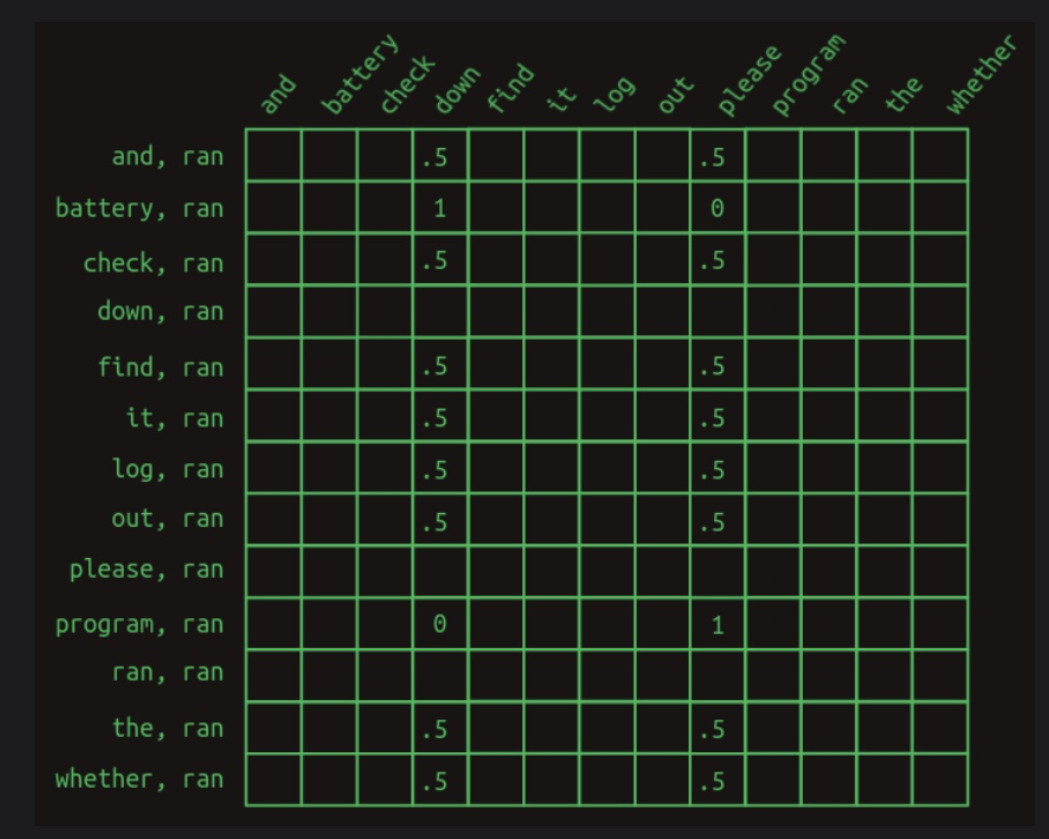 and battery check down find it log out please program ran the whether
and, ran .5 .5
battery, ran 1 0
check, ran .5 .5
down, ran
find, ran .5 .5
it, ran .5 .5
log, ran .5 .5
out, ran .5 .5
please, ran
program, ran 0 1
ran, ran
the, ran .5 .5
whether, ran .5 .5